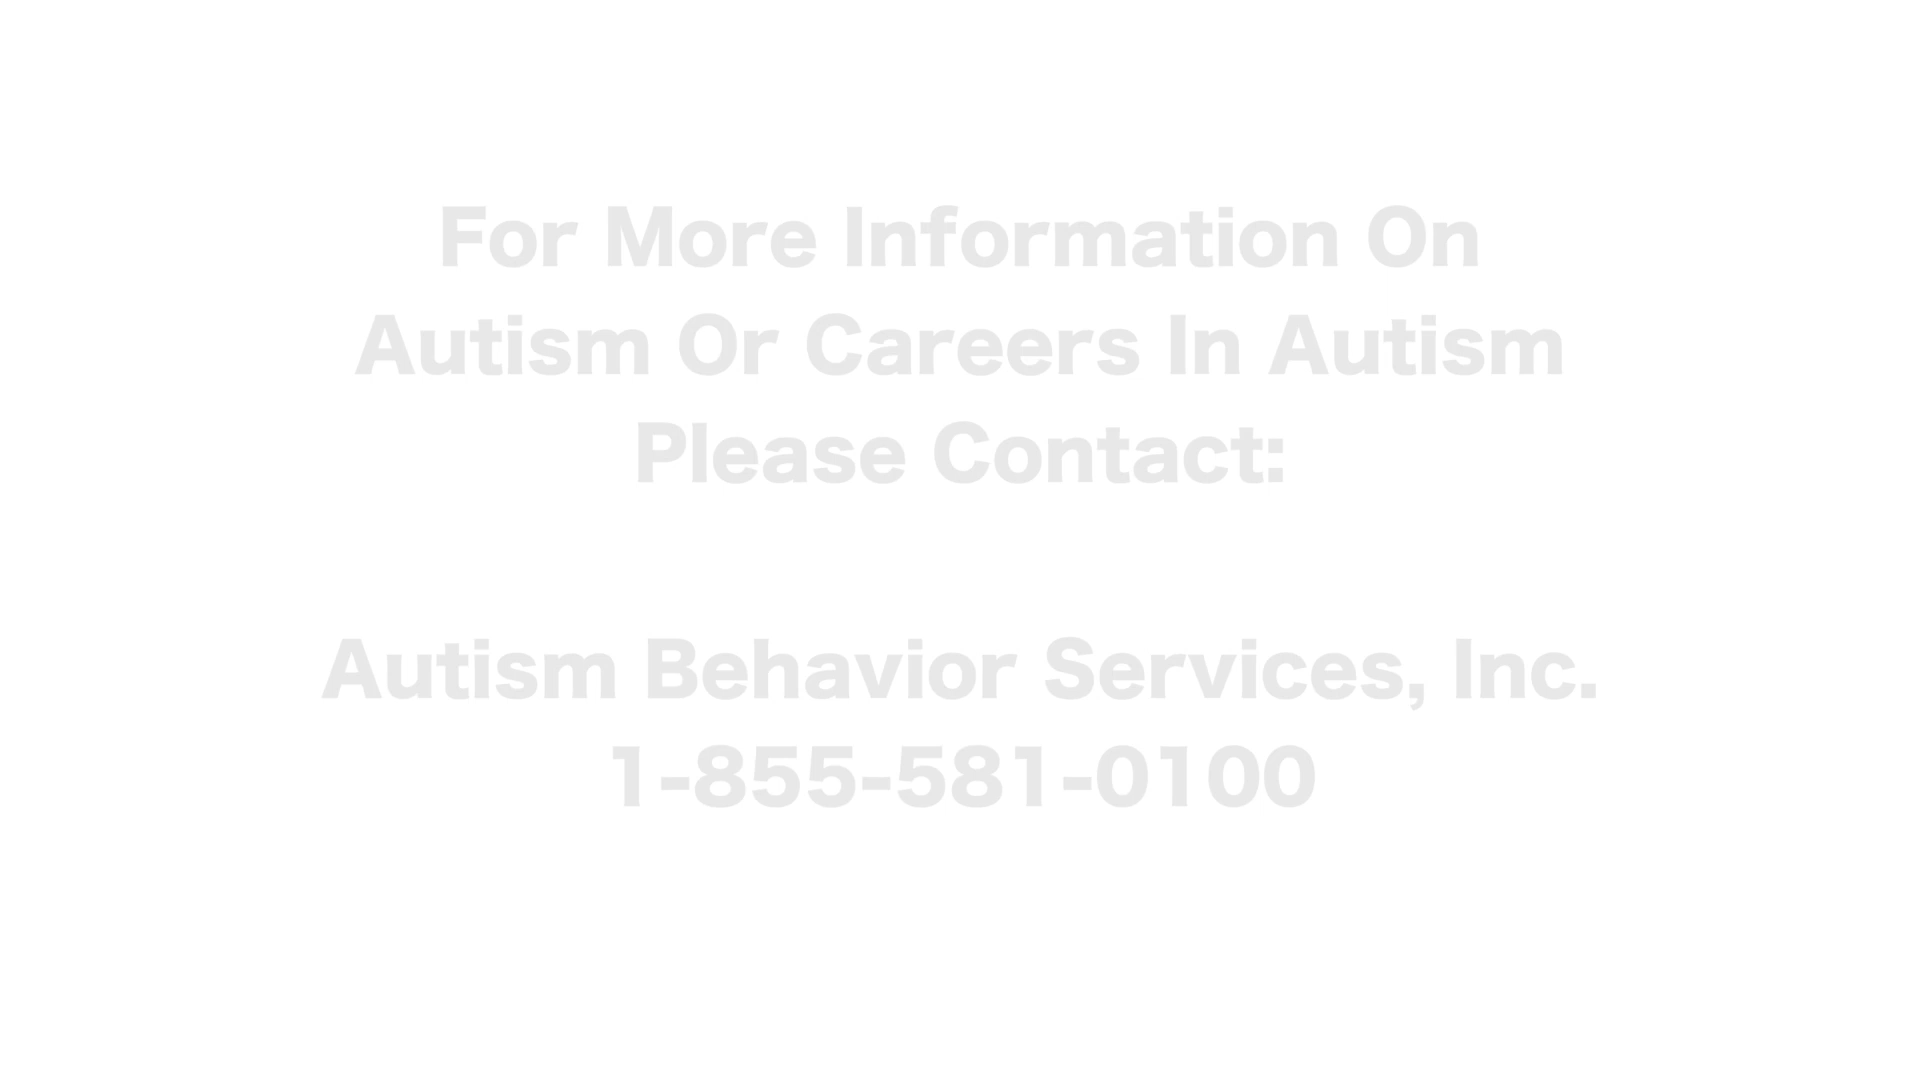 For More Information On
Autism Or Careers In Autism
Please Contact:
Autism Behavior Services, Inc.
1-855-581-0100